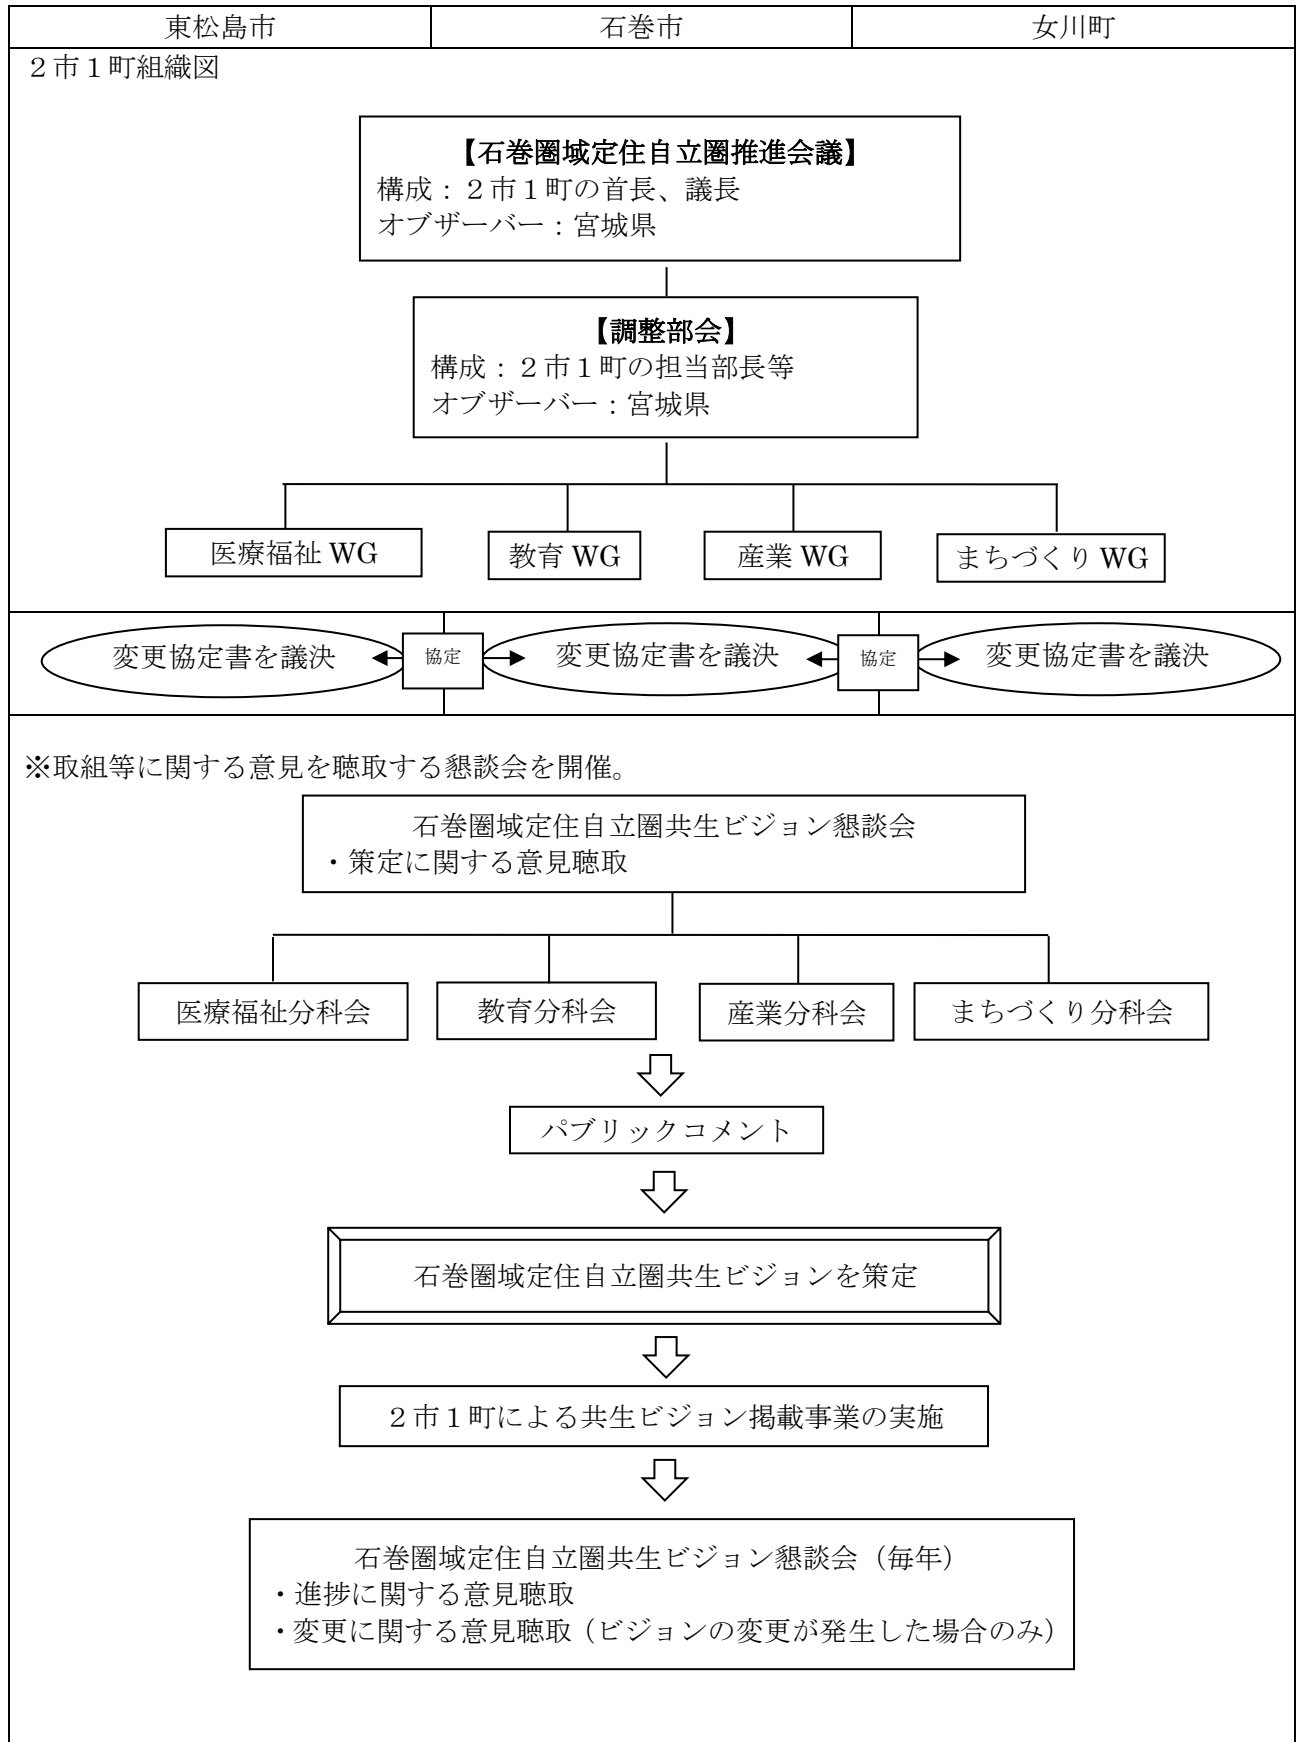 東松島市
石巻市
女川町
２市１町組織図
【石巻圏域定住自立圏推進会議】
構成：２市１町の首長、議長
オブザーバー：宮城県
【調整部会】
構成：２市１町の担当部長等
オブザーバー：宮城県
医療福祉 WG
教育 WG
産業 WG
まちづくり WG
変更協定書を議決
協定
変更協定書を議決
協定
変更協定書を議決
※取組等に関する意見を聴取する懇談会を開催。
石巻圏域定住自立圏共生ビジョン懇談会
・策定に関する意見聴取
医療福祉分科会
教育分科会
産業分科会
まちづくり分科会
パブリックコメント
石巻圏域定住自立圏共生ビジョンを策定
２市１町による共生ビジョン掲載事業の実施
石巻圏域定住自立圏共生ビジョン懇談会（毎年）
・進捗に関する意見聴取
・変更に関する意見聴取（ビジョンの変更が発生した場合のみ）